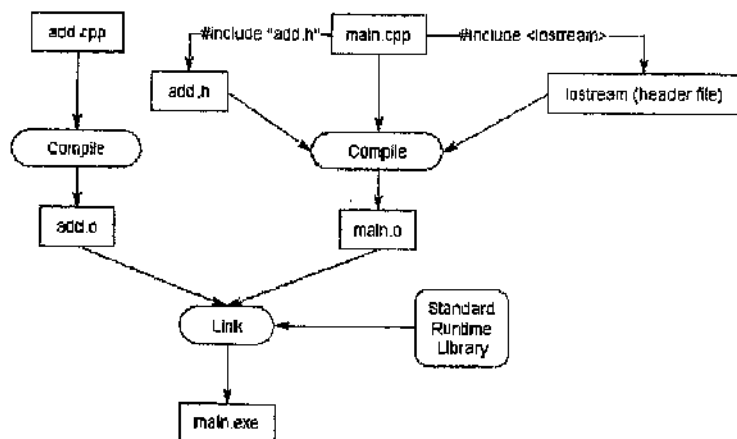 add.cpp
#include "add.h"
main.cpp
#include <iostream>
add.h
iostream (header file)
Compile
Compile
add.o
main.o
Link
Standard
Runtime
Library
main.exe